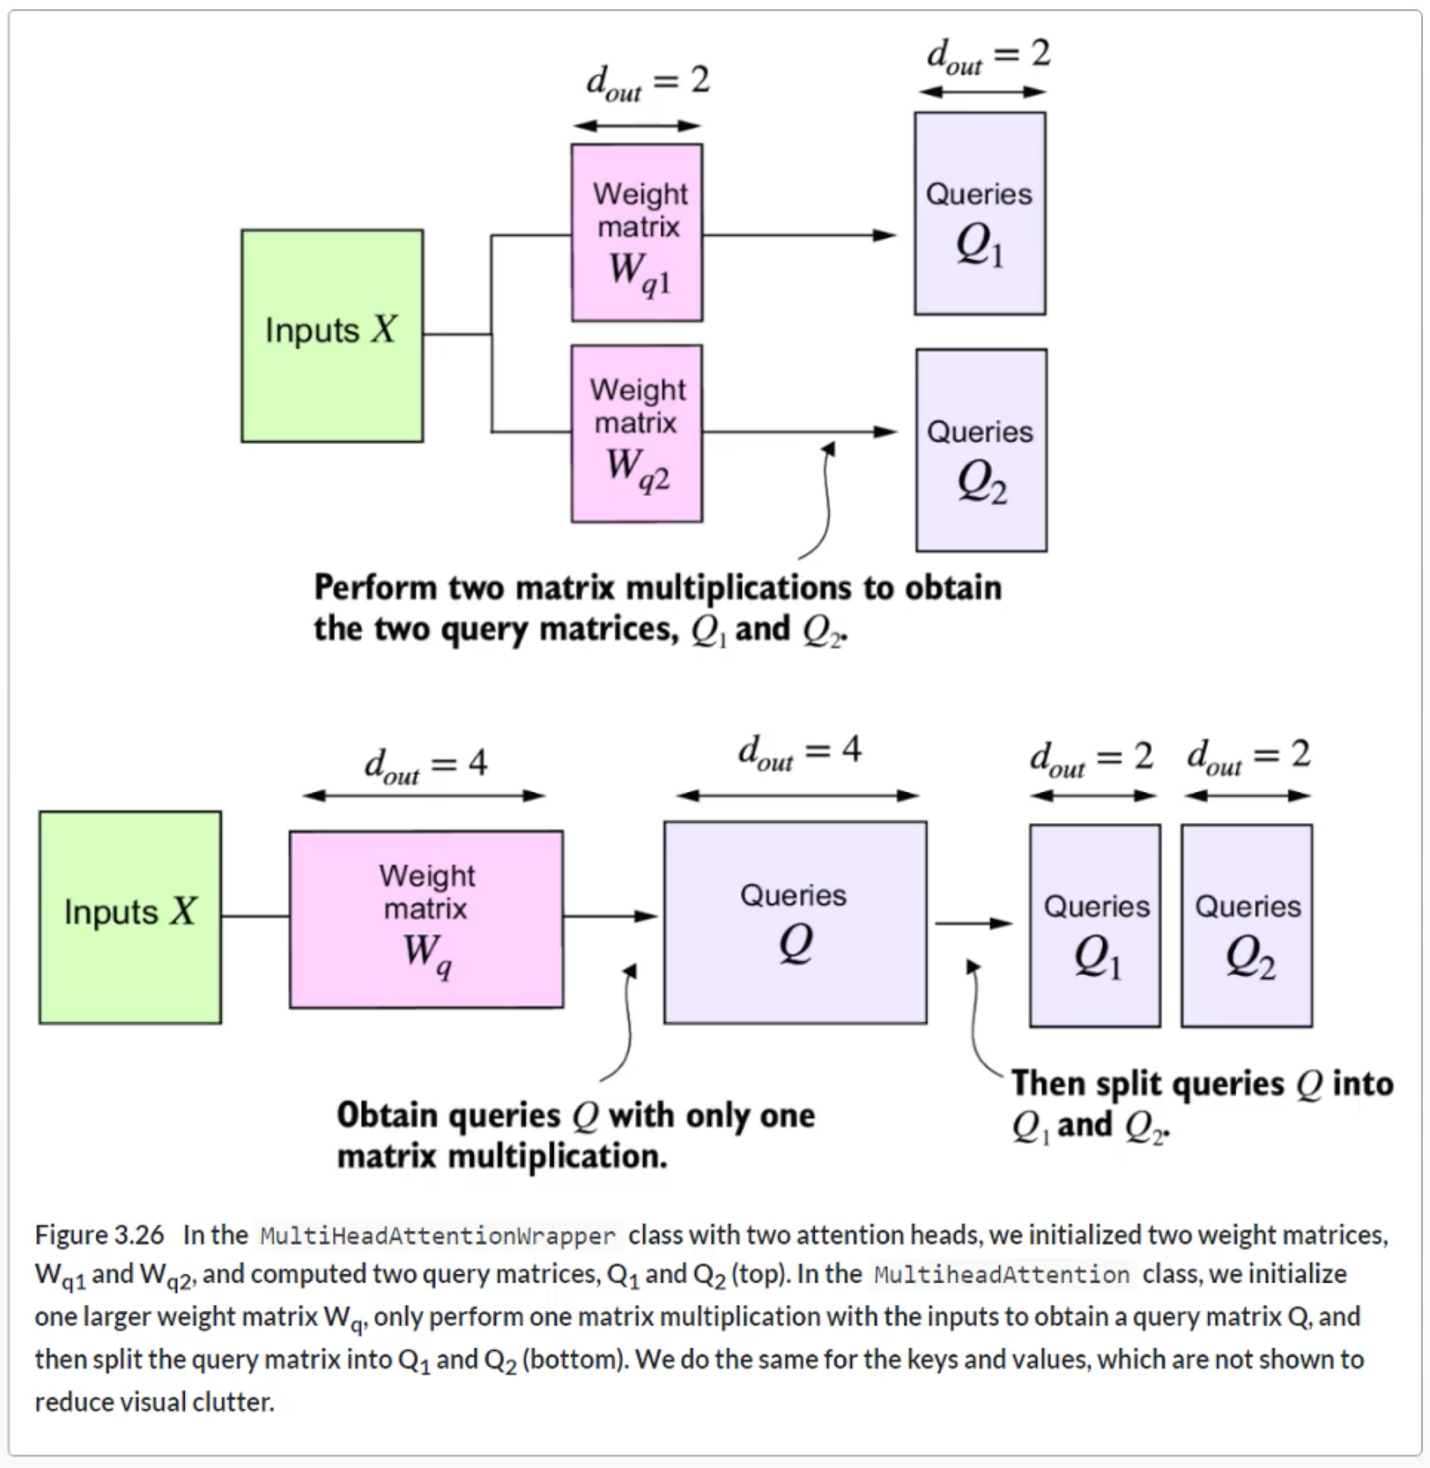 d_out = 2
d_out = 2
Weight
matrix
W_q1
Queries
Q_1
Inputs X
Weight
matrix
W_q2
Queries
Q_2
Perform two matrix multiplications to obtain
the two query matrices, Q_1 and Q_2.
d_out = 4
d_out = 4
d_out = 2
d_out = 2
Inputs X
Weight
matrix
W_q
Queries
Q
Queries
Q_1
Queries
Q_2
Obtain queries Q with only one
matrix multiplication.
Then split queries Q into
Q_1 and Q_2.
Figure 3.26 In the MultiHeadAttentionWrapper class with two attention heads, we initialized two weight matrices,
W_q1 and W_q2, and computed two query matrices, Q_1 and Q_2 (top). In the MultiheadAttention class, we initialize
one larger weight matrix W_q, only perform one matrix multiplication with the inputs to obtain a query matrix Q, and
then split the query matrix into Q_1 and Q_2 (bottom). We do the same for the keys and values, which are not shown to
reduce visual clutter.